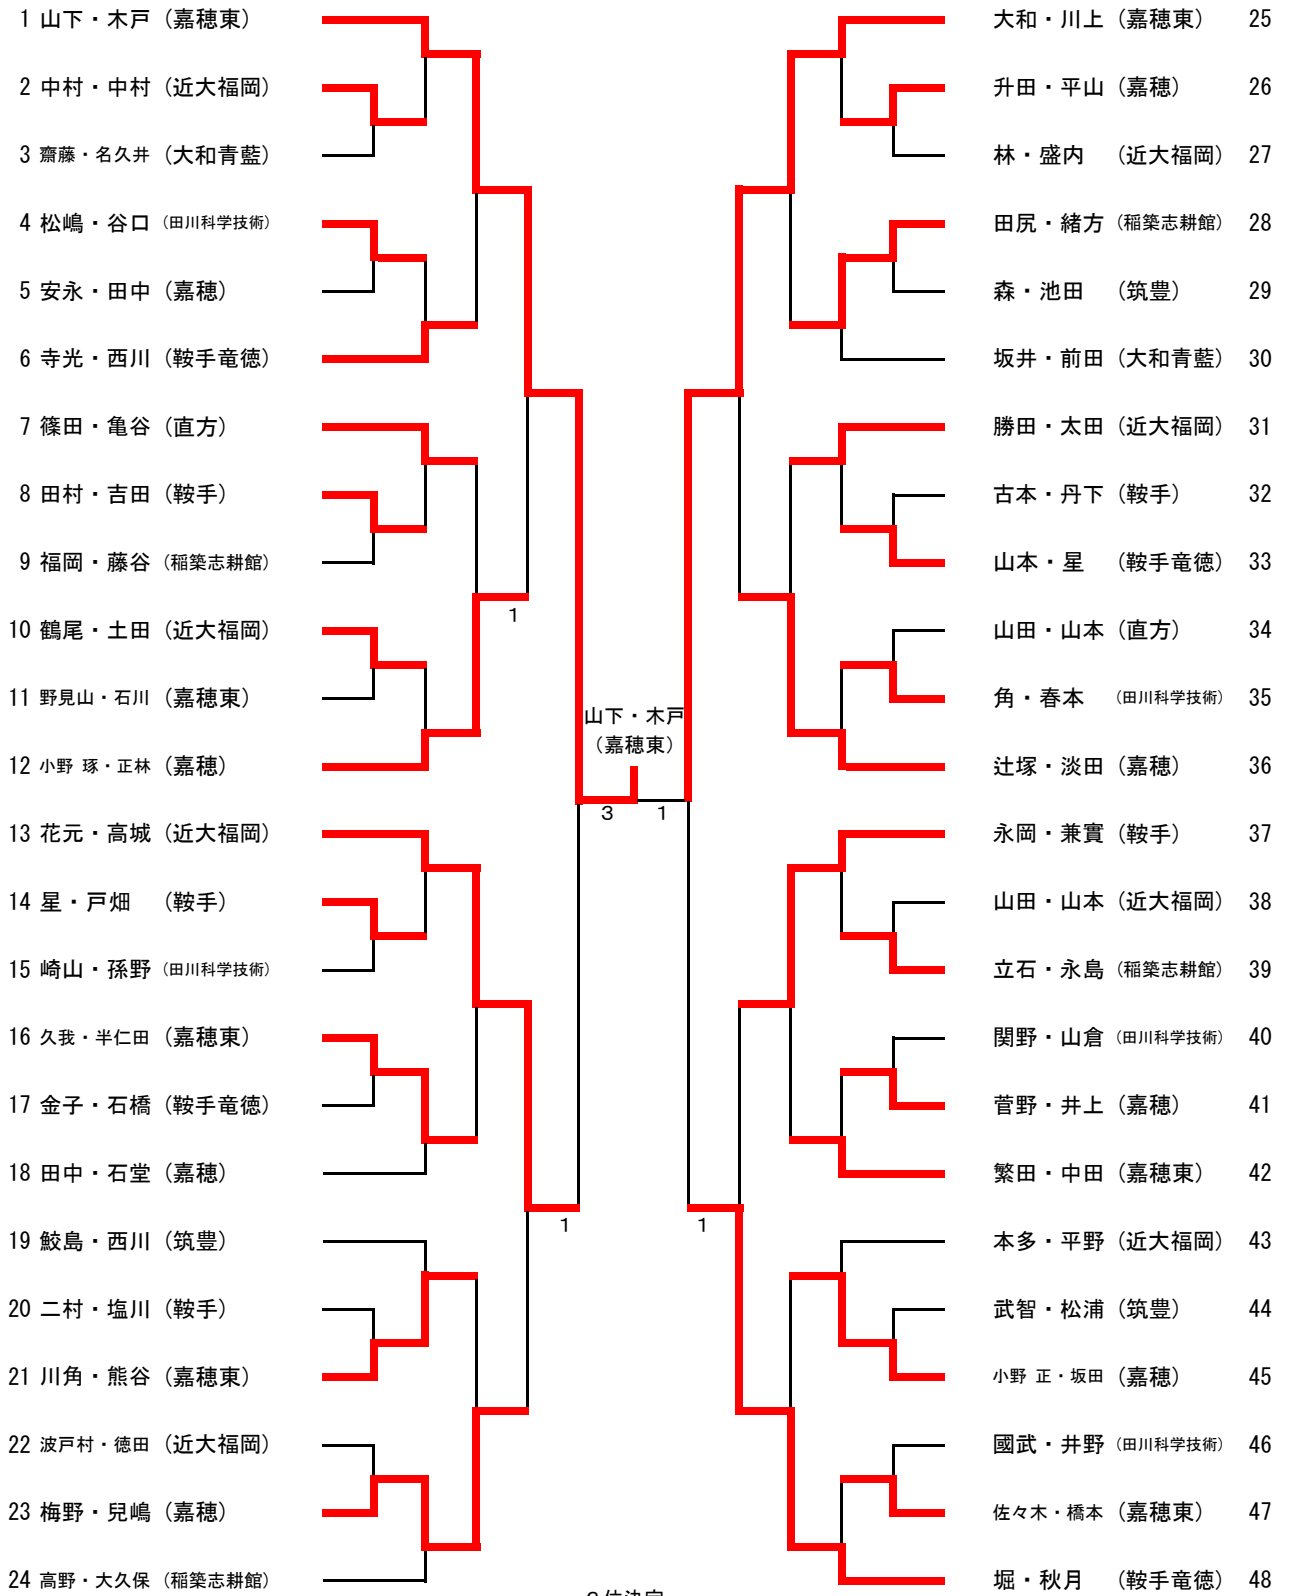 1 山下・木戸 (嘉穂東)
2 中村・中村 (近大福岡)
3 齋藤・名久井 (大和青藍)
4 松嶋・谷口 (田川科学技術)
5 安永・田中 (嘉穂)
6 寺光・西川 (鞍手竜徳)
7 篠田・亀谷 (直方)
8 田村・吉田 (鞍手)
9 福岡・藤谷 (稲築志耕館)
10 鶴尾・土田 (近大福岡)
11 野見山・石川 (嘉穂東)
12 小野 琢・正林 (嘉穂)
13 花元・高城 (近大福岡)
14 星・戸畑 (鞍手)
15 崎山・孫野 (田川科学技術)
16 久我・半仁田 (嘉穂東)
17 金子・石橋 (鞍手竜徳)
18 田中・石堂 (嘉穂)
19 鮫島・西川 (筑豊)
20 二村・塩川 (鞍手)
21 川角・熊谷 (嘉穂東)
22 波戸村・徳田 (近大福岡)
23 梅野・兒嶋 (嘉穂)
24 高野・大久保 (稲築志耕館)
1
山下・木戸
(嘉穂東)
3 1
1 1
大和・川上 (嘉穂東) 25
升田・平山 (嘉穂) 26
林・盛内 (近大福岡) 27
田尻・緒方 (稲築志耕館) 28
森・池田 (筑豊) 29
坂井・前田 (大和青藍) 30
勝田・太田 (近大福岡) 31
古本・丹下 (鞍手) 32
山本・星 (鞍手竜徳) 33
山田・山本 (直方) 34
角・春本 (田川科学技術) 35
辻塚・淡田 (嘉穂) 36
永岡・兼實 (鞍手) 37
山田・山本 (近大福岡) 38
立石・永島 (稲築志耕館) 39
関野・山倉 (田川科学技術) 40
菅野・井上 (嘉穂) 41
繁田・中田 (嘉穂東) 42
本多・平野 (近大福岡) 43
武智・松浦 (筑豊) 44
小野 正・坂田 (嘉穂) 45
國武・井野 (田川科学技術) 46
佐々木・橋本 (嘉穂東) 47
堀・秋月 (鞍手竜徳) 48